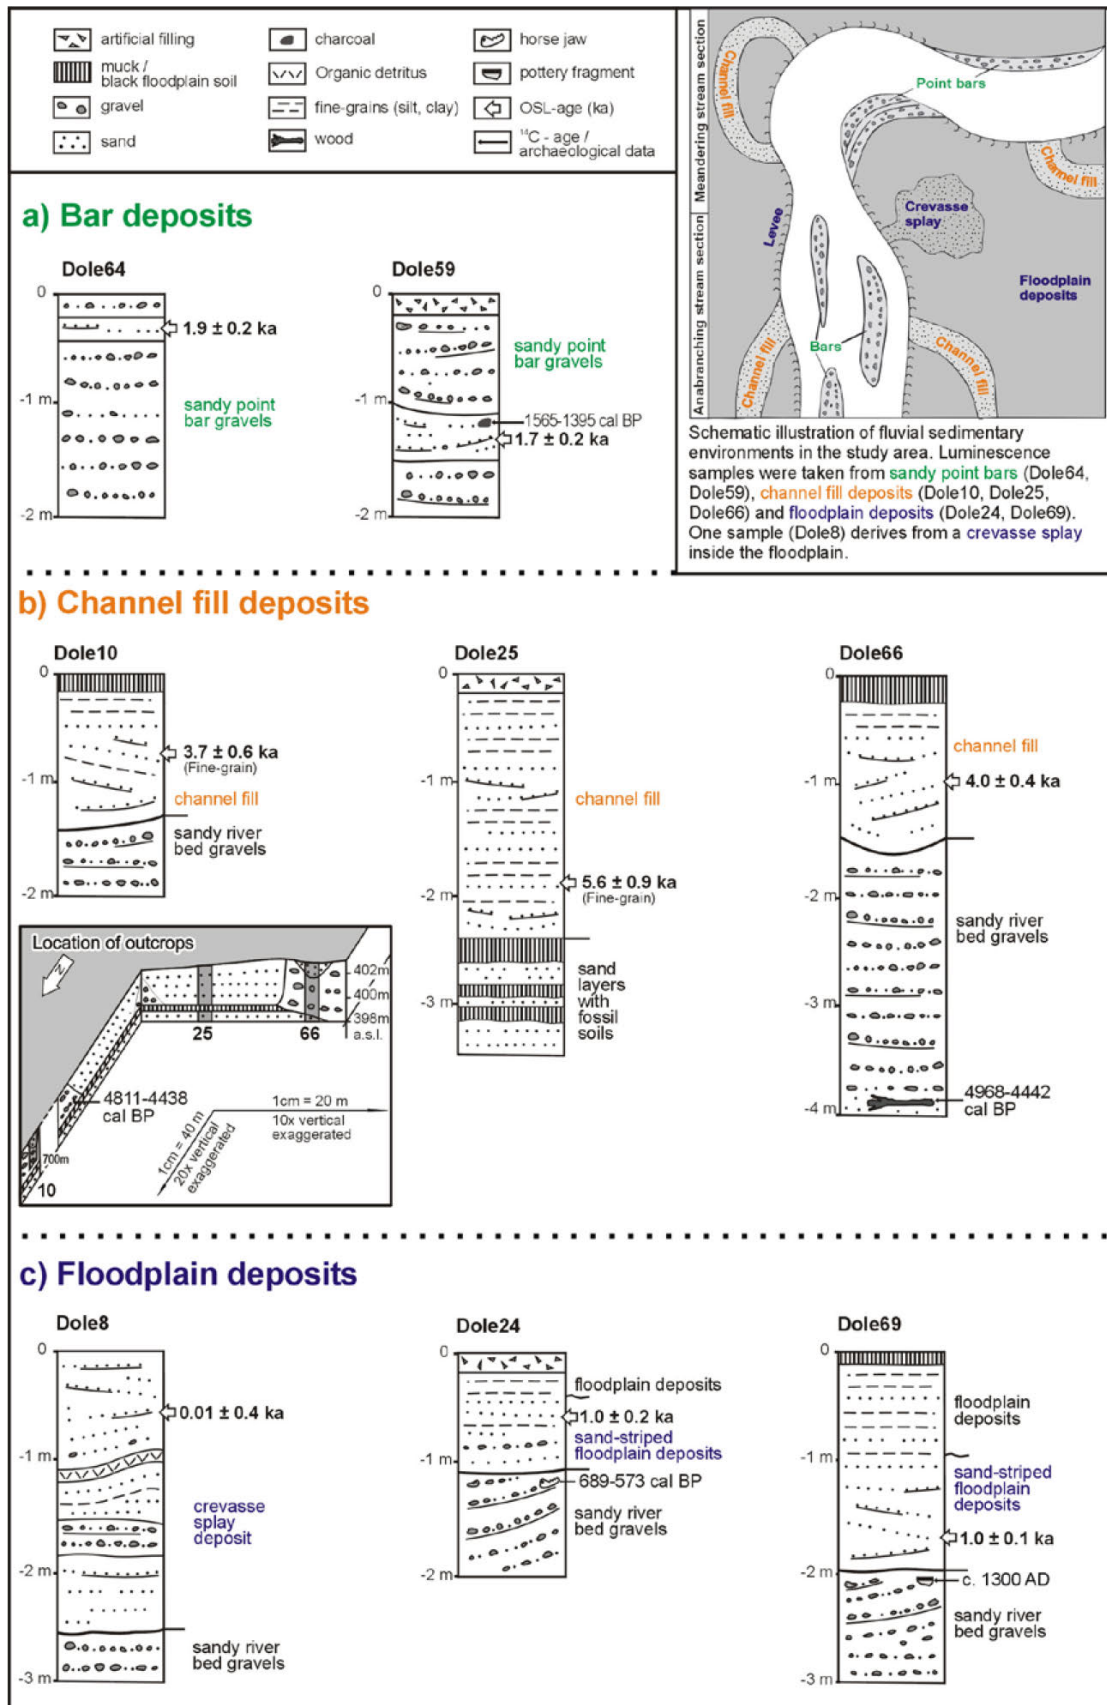 artificial filling
muck /
black floodplain soil
gravel
sand
charcoal
Organic detritus
fine-grains (silt, clay)
wood
horse jaw
pottery fragment
OSL-age (ka)
14C - age /
archaeological data
Meandering stream section
Anabranching stream section
Channel fill
Point bars
Channel fill
Crevasse
splay
Levee
Floodplain
deposits
Bars
Channel fill
Channel fill
Schematic illustration of fluvial sedimentary
environments in the study area. Luminescence
samples were taken from sandy point bars (Dole64,
Dole59), channel fill deposits (Dole10, Dole25,
Dole66) and floodplain deposits (Dole24, Dole69).
One sample (Dole8) derives from a crevasse splay
inside the floodplain.
a) Bar deposits
Dole64
0
-1 m
-2 m
1.9 ± 0.2 ka
sandy point
bar gravels
Dole59
0
-1 m
-2 m
sandy point
bar gravels
1565-1395 cal BP
1.7 ± 0.2 ka
b) Channel fill deposits
Dole10
0
-1 m
-2 m
3.7 ± 0.6 ka
(Fine-grain)
channel fill
sandy river
bed gravels
Dole25
0
-1 m
-2 m
-3 m
channel fill
5.6 ± 0.9 ka
(Fine-grain)
sand
layers
with
fossil
soils
Dole66
0
-1 m
-2 m
-3 m
-4 m
channel fill
4.0 ± 0.4 ka
sandy river
bed gravels
4968-4442
cal BP
Location of outcrops
N
402m
400m
398m
a.s.l.
25
66
4811-4438
cal BP
1cm = 20 m
10x vertical
exaggerated
1cm = 40 m
20x vertical
exaggerated
700m
10
c) Floodplain deposits
Dole8
0
-1 m
-2 m
-3 m
0.01 ± 0.4 ka
crevasse
splay
deposit
sandy river
bed gravels
Dole24
0
-1 m
-2 m
floodplain deposits
1.0 ± 0.2 ka
sand-striped
floodplain deposits
689-573 cal BP
sandy river
bed gravels
Dole69
0
-1 m
-2 m
-3 m
floodplain
deposits
sand-striped
floodplain
deposits
1.0 ± 0.1 ka
c. 1300 AD
sandy river
bed gravels